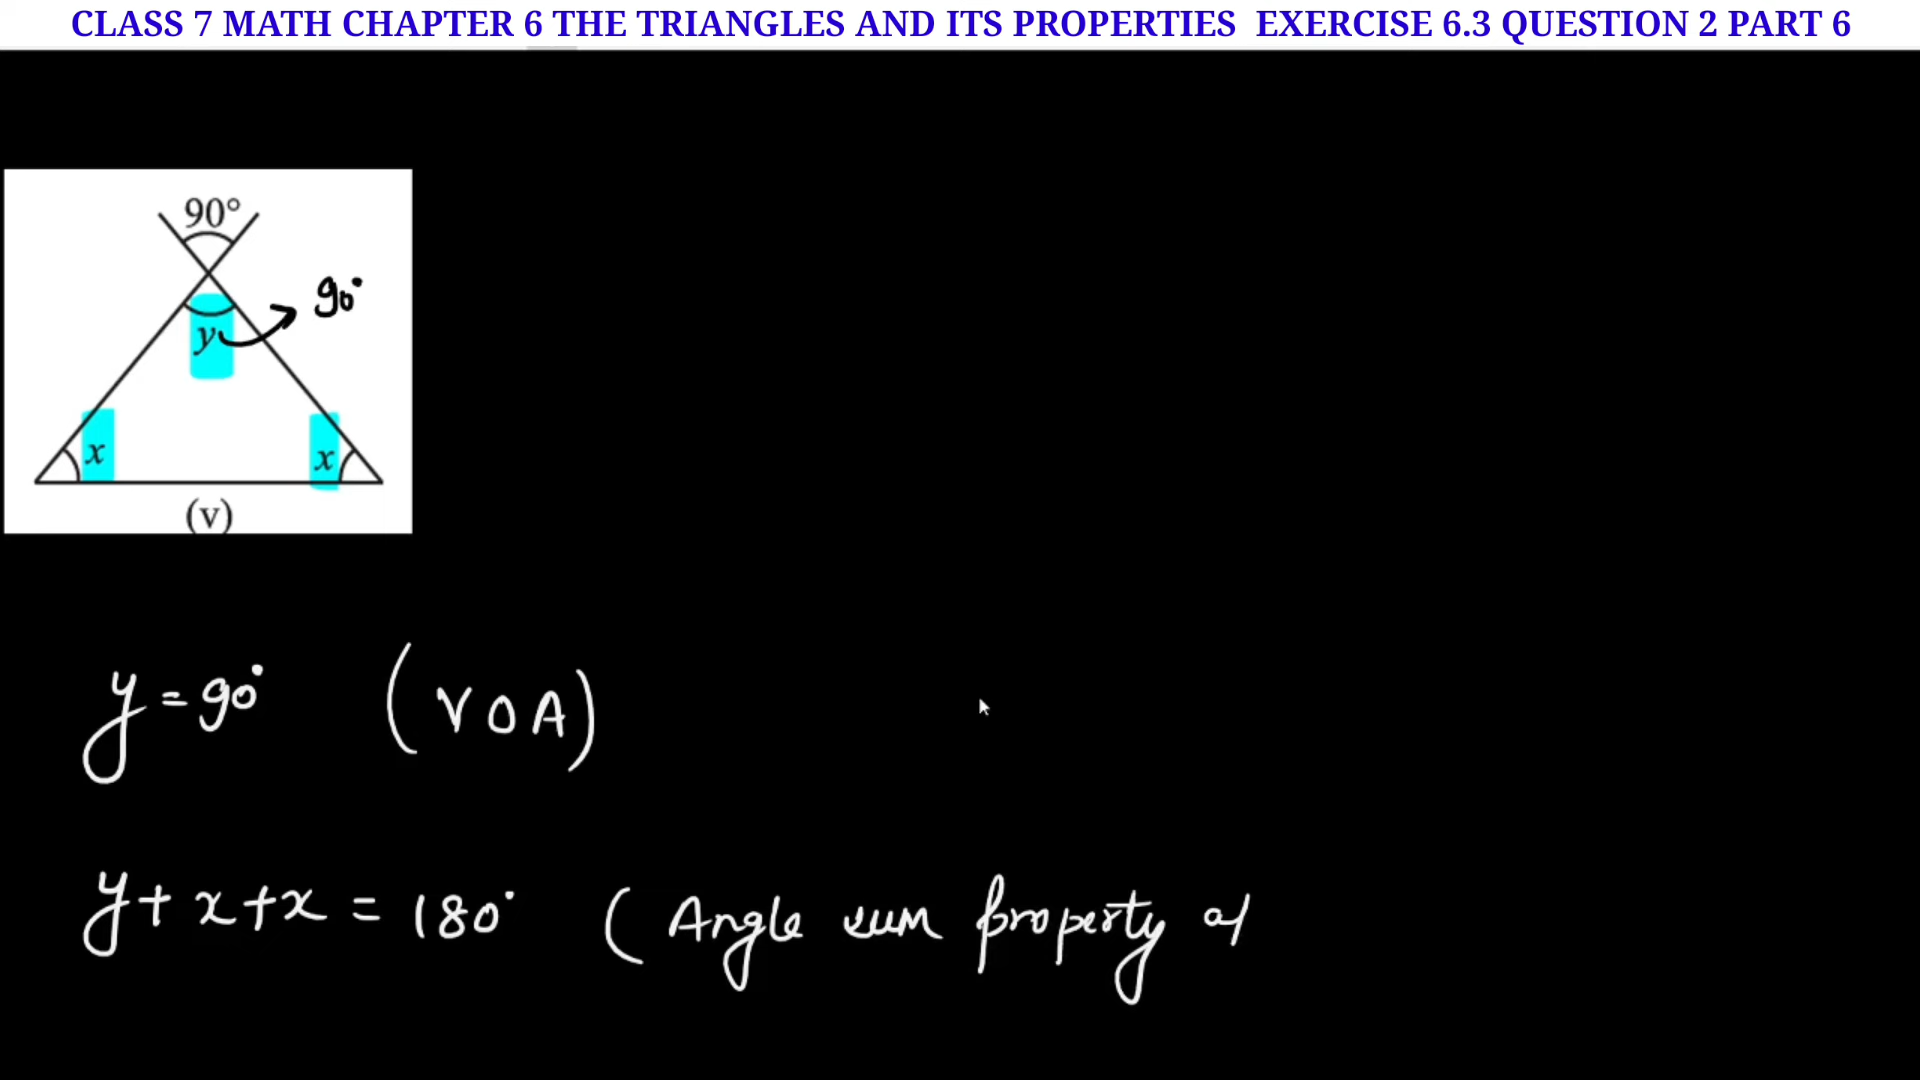 CLASS 7 MATH CHAPTER 6 THE TRIANGLES AND ITS PROPERTIES EXERCISE 6.3 QUESTION 2 PART 6
90°
90°
y
x x
(v)
y = 90° (VOA)
y + x + x = 180° (Angle sum property of